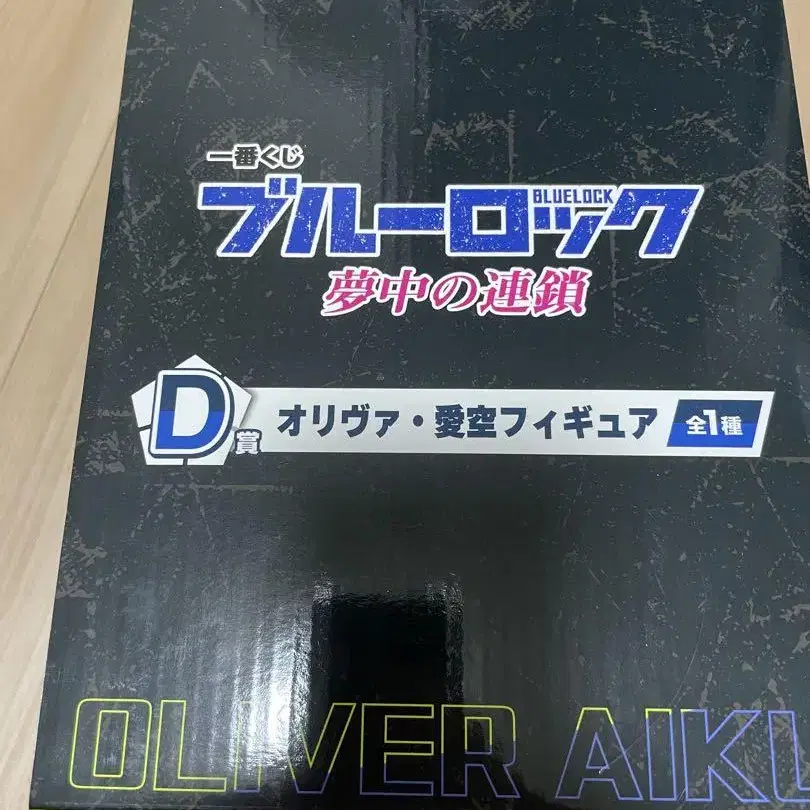 一番くじ
ブルーロック
BLUELOCK
夢中の連鎖
D賞 オリヴァ・愛空フィギュア 全1種
OLIVER AIKU